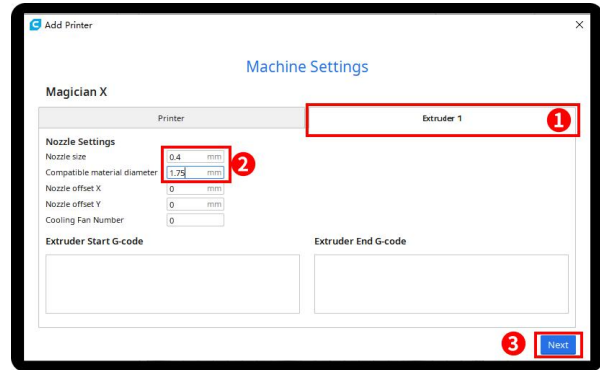 Add Printer
Machine Settings
Magician X
Printer
Extruder 1
1
Nozzle Settings
Nozzle size
0.4 mm
2
Compatible material diameter
1.75 mm
Nozzle offset X
0 mm
Nozzle offset Y
0 mm
Cooling Fan Number
0
Extruder Start G-code
Extruder End G-code
3
Next